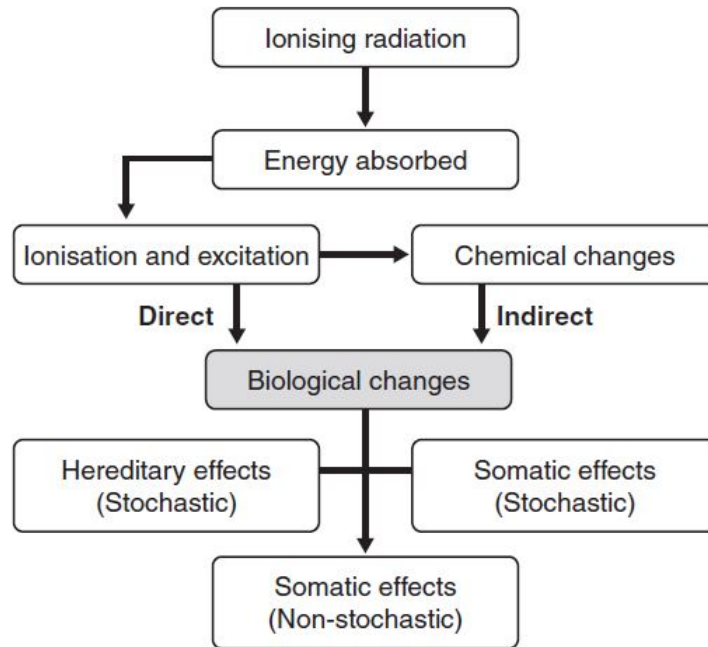 Ionising radiation
Energy absorbed
Ionisation and excitation
Chemical changes
Direct
Indirect
Biological changes
Hereditary effects
(Stochastic)
Somatic effects
(Stochastic)
Somatic effects
(Non-stochastic)